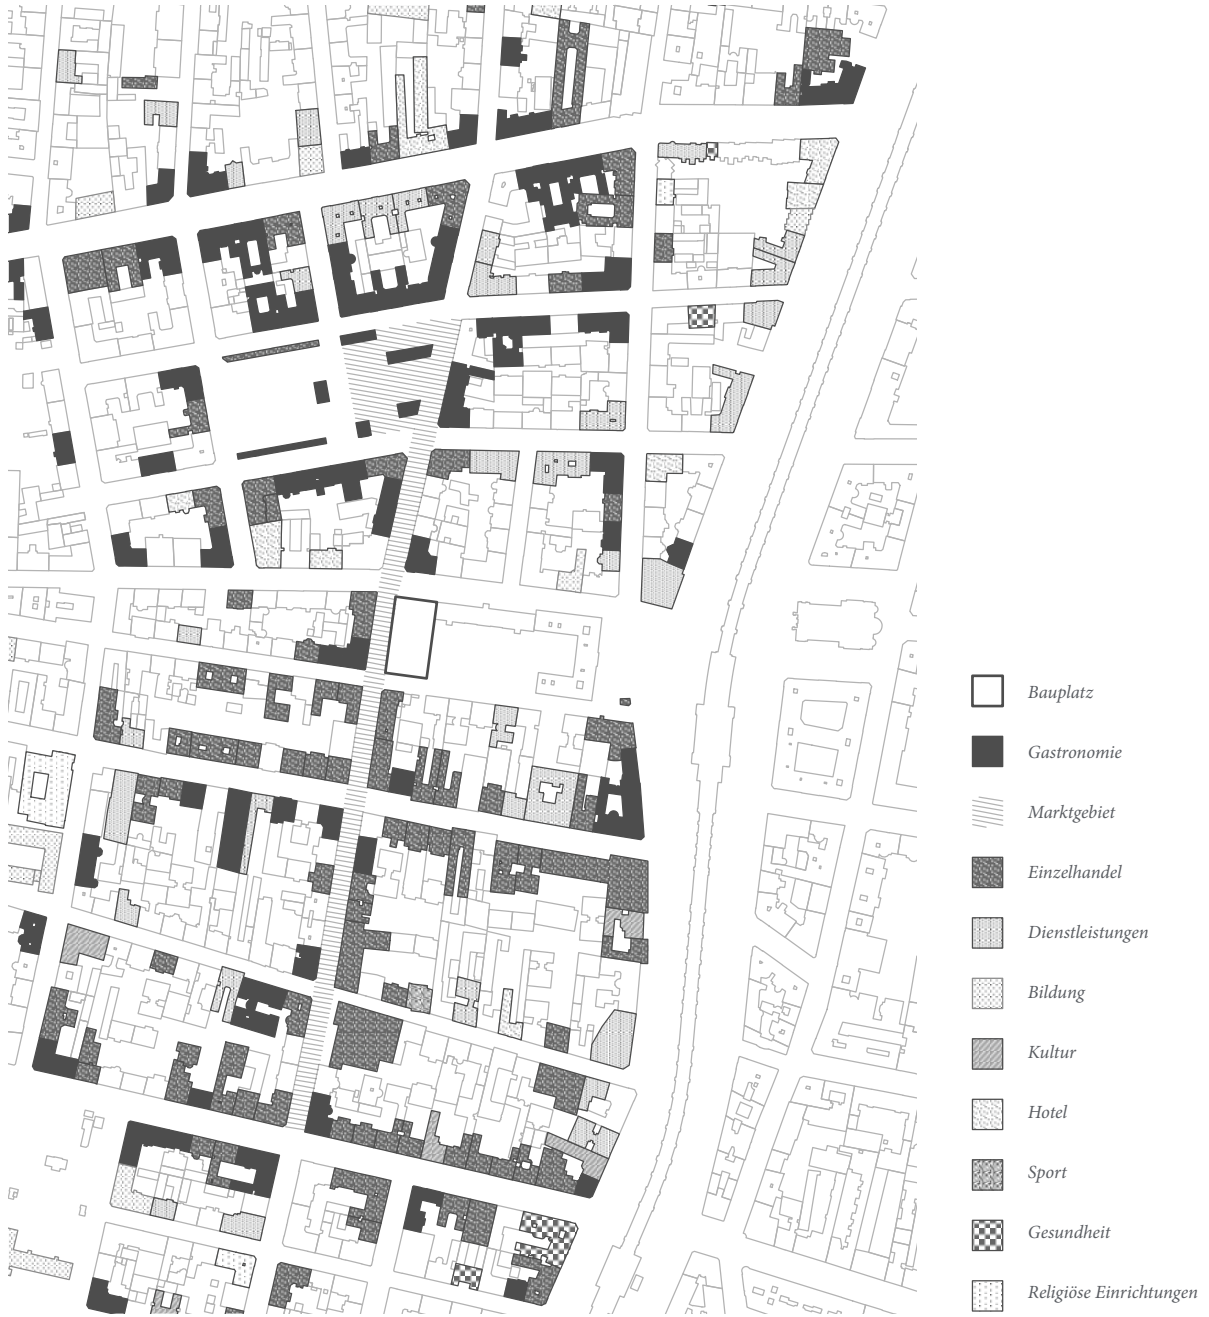 Bauplatz
Gastronomie
Marktgebiet
Einzelhandel
Dienstleistungen
Bildung
Kultur
Hotel
Sport
Gesundheit
Religiöse Einrichtungen